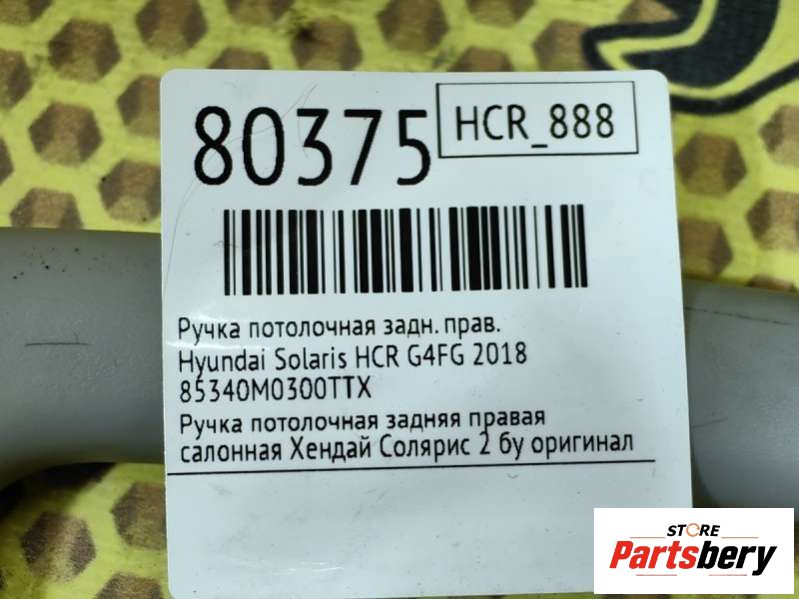 80375
HCR_888
Ручка потолочная задн. прав.
Hyundai Solaris HCR G4FG 2018
85340M0300TTX
Ручка потолочная задняя правая
салонная Хендай Солярис 2 бу оригинал
STORE
Partsbery